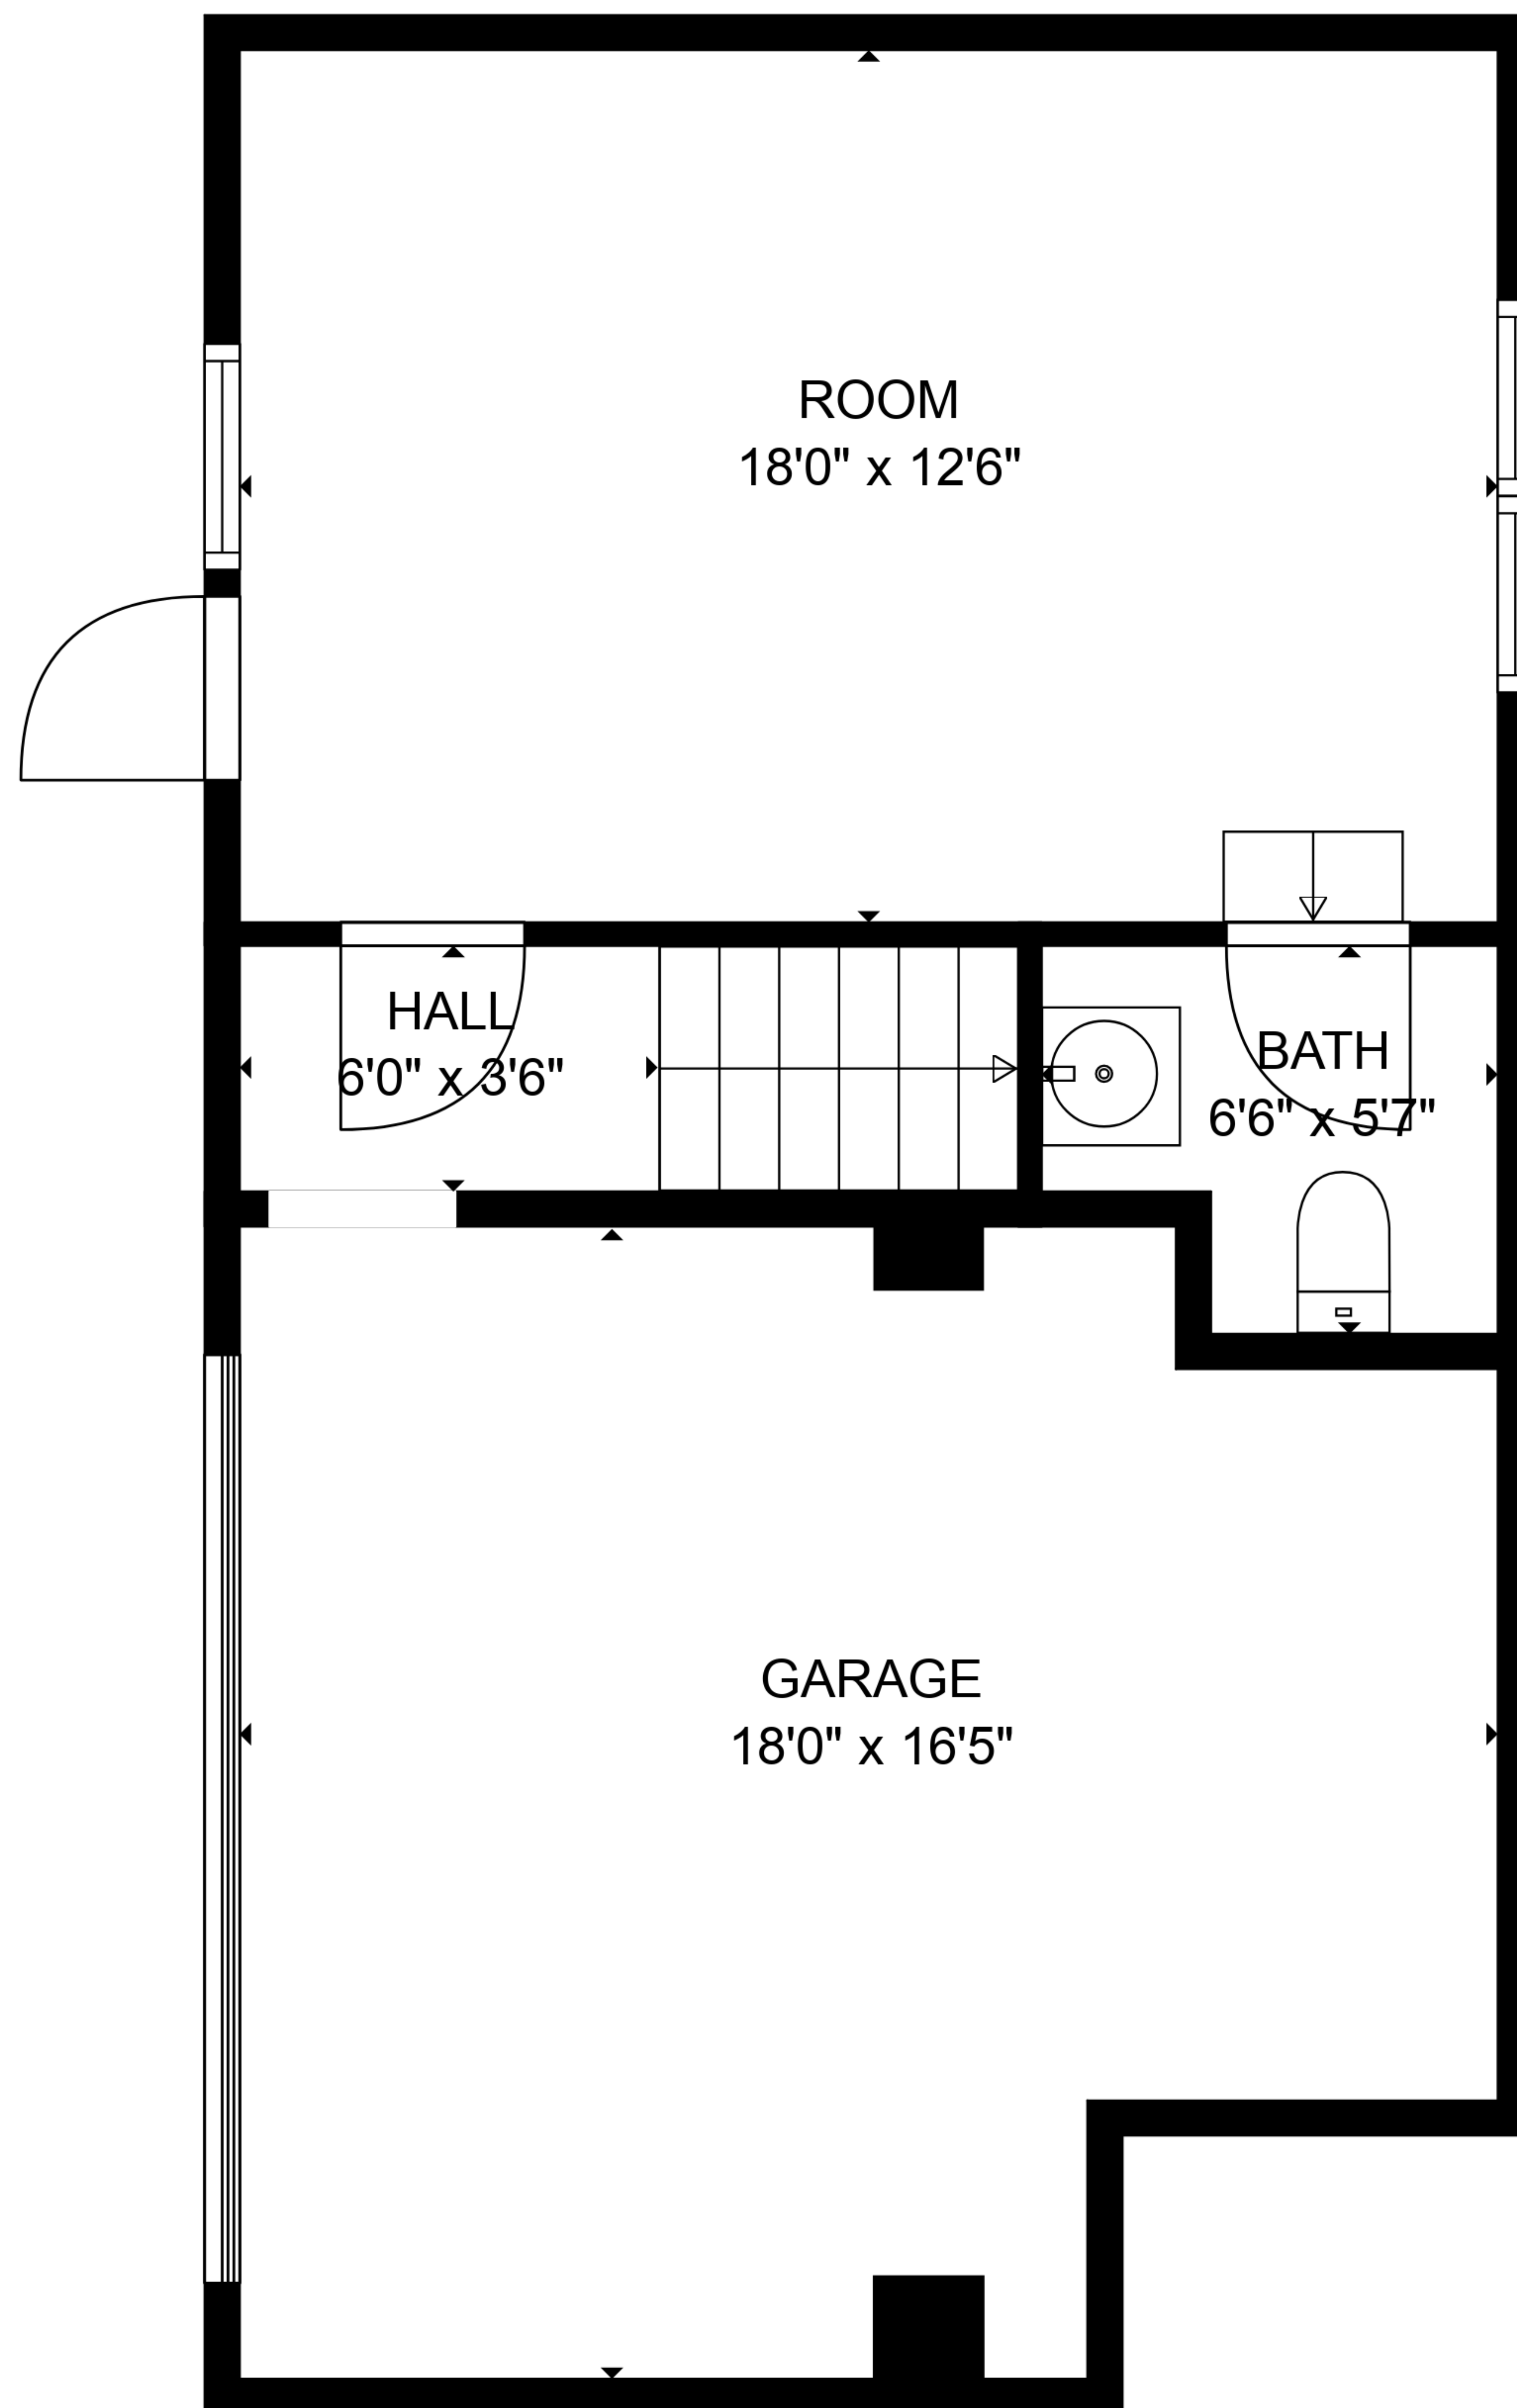 ROOM
18'0" x 12'6"
HALL
6'0" x 3'6"
BATH
6'6" x 5'7"
GARAGE
18'0" x 16'5"